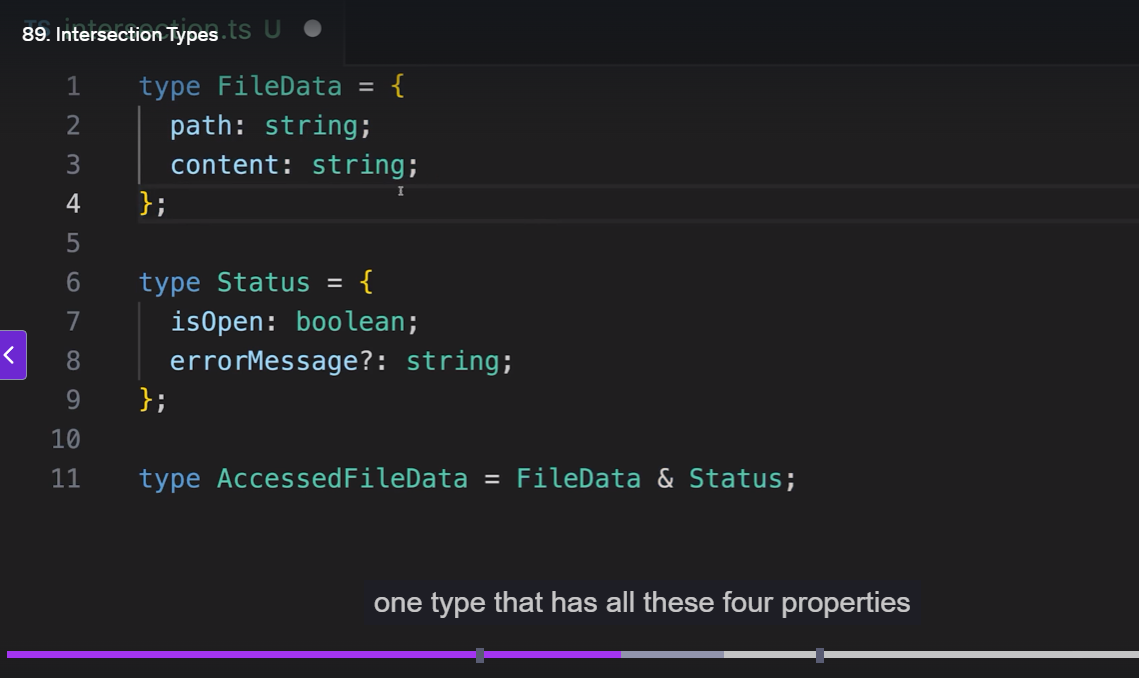 TS intersection.ts U
89. Intersection Types
1 type FileData = {
2 path: string;
3 content: string;
4 };
5
6 type Status = {
7 isOpen: boolean;
8 errorMessage?: string;
9 };
10
11 type AccessedFileData = FileData & Status;
one type that has all these four properties